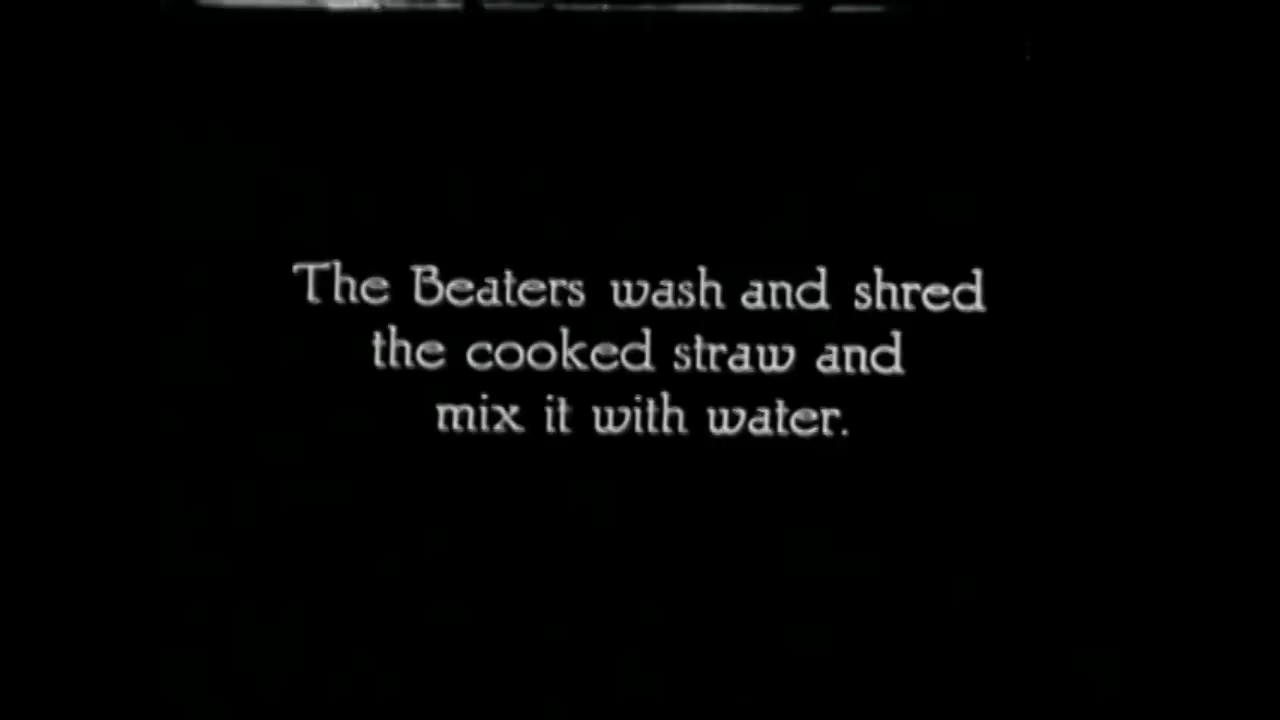 The Beaters wash and shred
the cooked straw and
mix it with water.